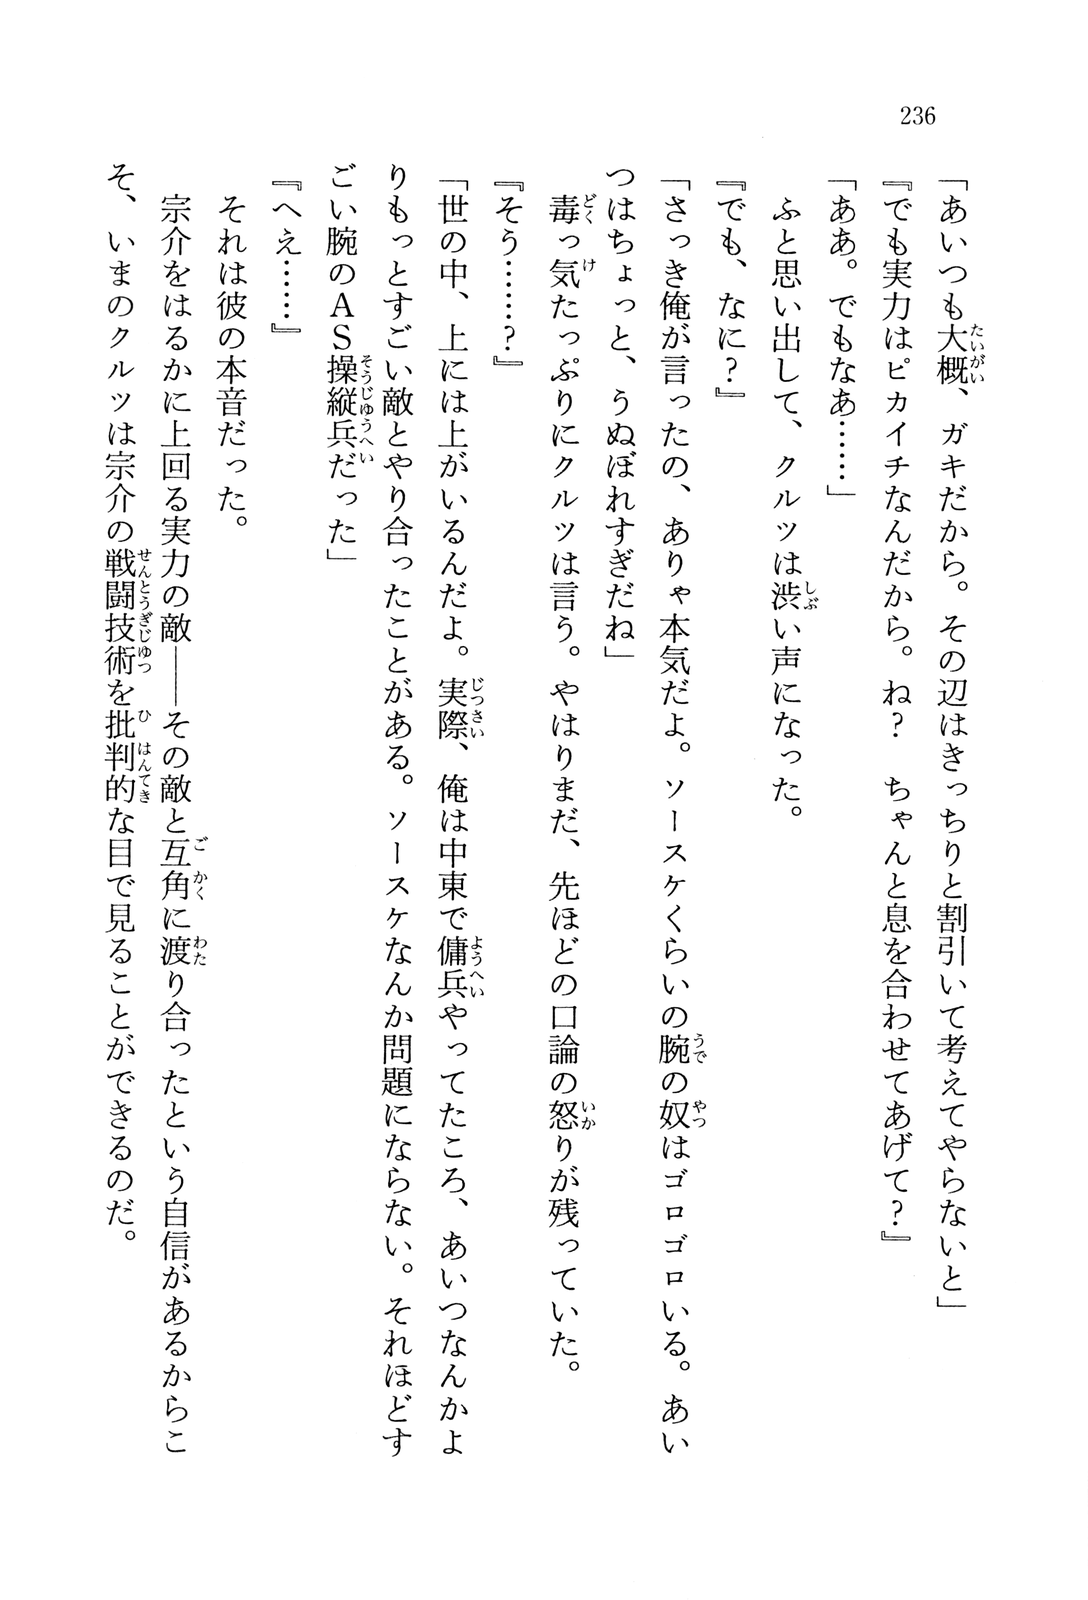 236
「あいつも大概、ガキだから。その辺はきっちりと割引いて考えてやらないと」
『でも実力はピカイチなんだから。ね？　ちゃんと息を合わせてあげて？』
「ああ。でもなあ……」
　ふと思い出して、クルツは渋い声になった。
『でも、なに？』
「さっき俺が言ったの、ありゃ本気だよ。ソースケくらいの腕の奴はゴロゴロいる。あい
つはちょっと、うぬぼれすぎだね」
　毒っ気たっぷりにクルツは言う。やはりまだ、先ほどの口論の怒りが残っていた。
『そう……？』
「世の中、上には上がいるんだよ。実際、俺は中東で傭兵やってたころ、あいつなんかよ
りもっとすごい敵とやり合ったことがある。ソースケなんか問題にならない。それほどす
ごい腕のＡＳ操縦兵だった」
『へえ……』
　それは彼の本音だった。
　宗介をはるかに上回る実力の敵――その敵と互角に渡り合ったという自信があるからこ
そ、いまのクルツは宗介の戦闘技術を批判的な目で見ることができるのだ。